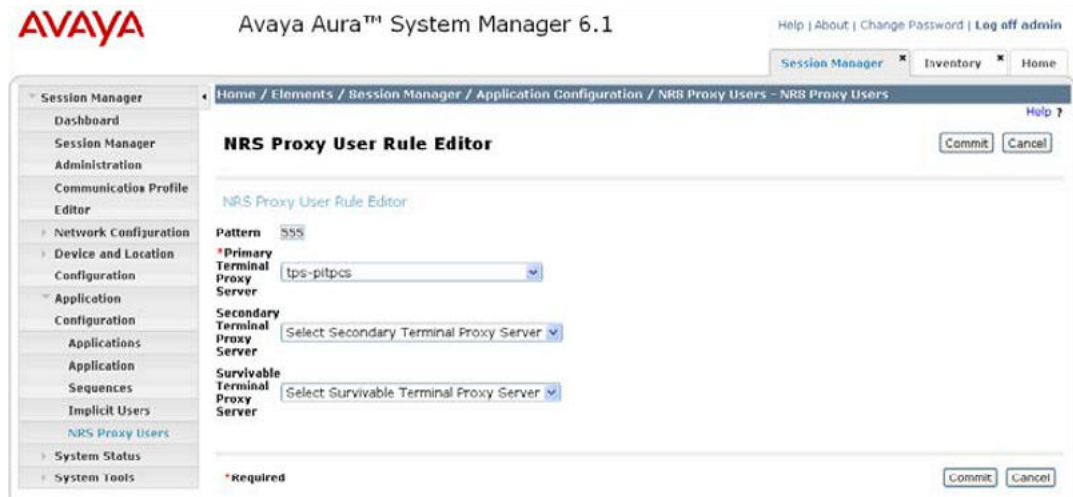 AVAYA
Avaya Aura™ System Manager 6.1
Help | About | Change Password | Log off admin
Session Manager × Inventory × Home
Session Manager
Dashboard
Session Manager
Administration
Communication Profile
Editor
Network Configuration
Device and Location
Configuration
Application
Configuration
Applications
Application
Sequences
Implicit Users
NRS Proxy Users
System Status
System Tools
Home / Elements / Session Manager / Application Configuration / NRS Proxy Users - NRS Proxy Users
Help ?
NRS Proxy User Rule Editor
Commit Cancel
NRS Proxy User Rule Editor
Pattern 555
*Primary
Terminal
Proxy
Server
tps-pitpcs
Secondary
Terminal
Proxy
Server
Select Secondary Terminal Proxy Server
Survivable
Terminal
Proxy
Server
Select Survivable Terminal Proxy Server
*Required
Commit Cancel